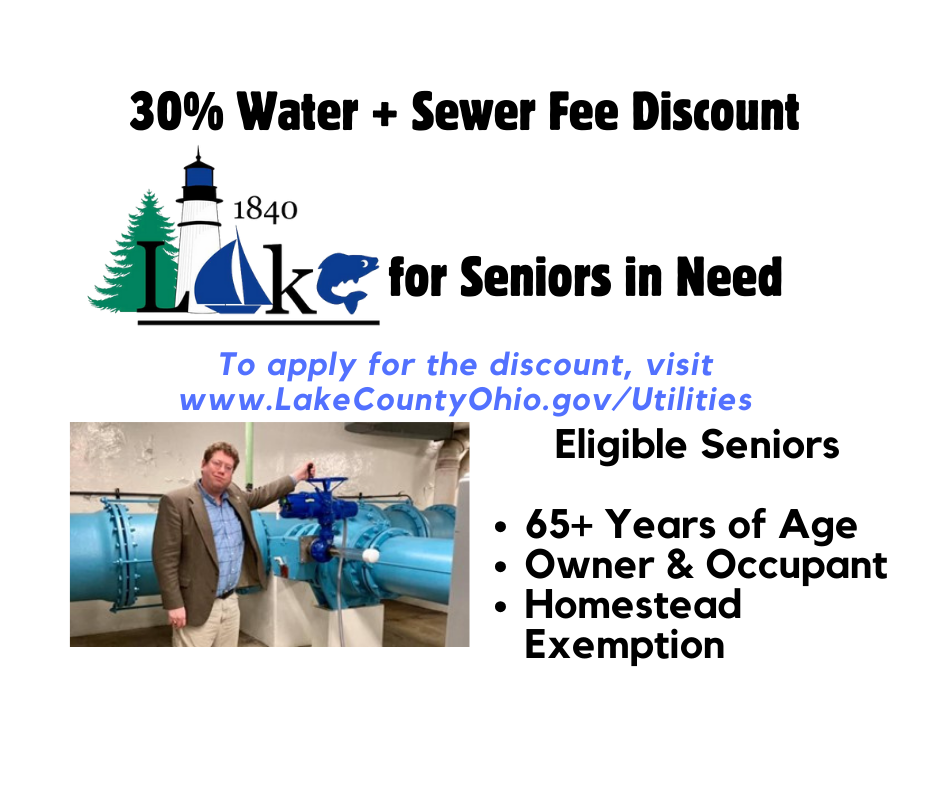 30% Water + Sewer Fee Discount
1840
Lake
for Seniors in Need
To apply for the discount, visit
www.LakeCountyOhio.gov/Utilities
Eligible Seniors
• 65+ Years of Age
• Owner & Occupant
• Homestead
Exemption